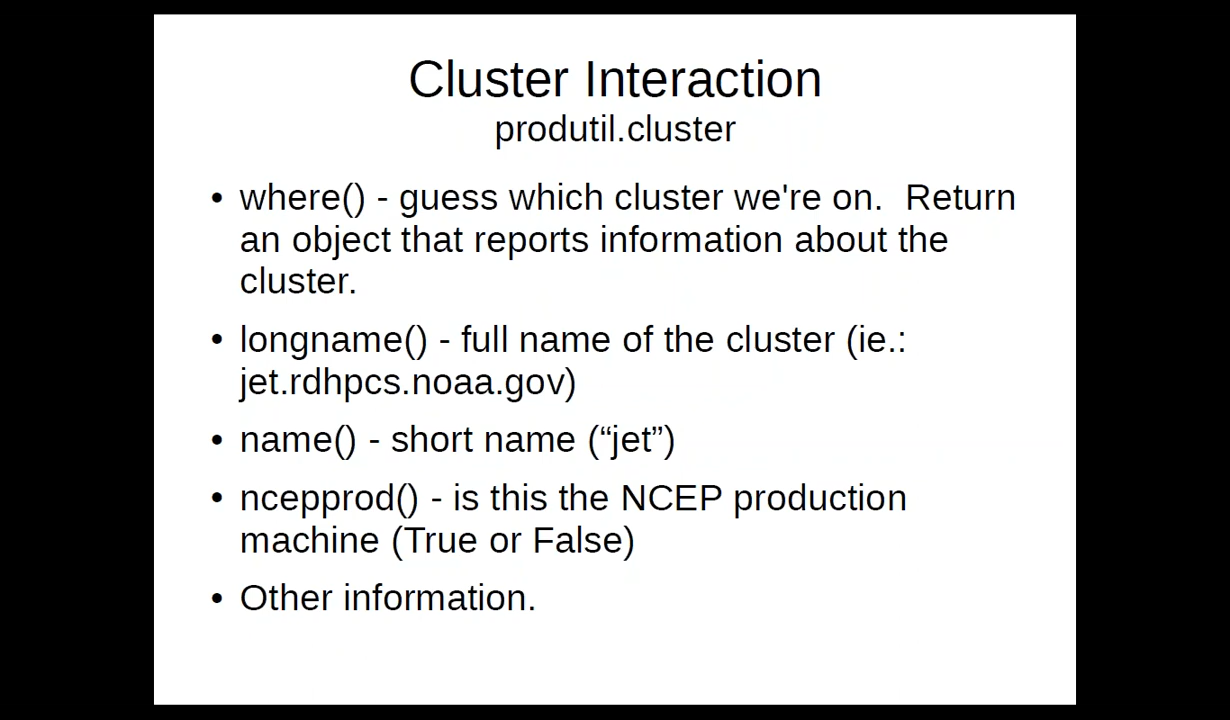 Cluster Interaction
produtil.cluster
• where() - guess which cluster we're on.  Return
an object that reports information about the
cluster.
• longname() - full name of the cluster (ie.:
jet.rdhpcs.noaa.gov)
• name() - short name (“jet”)
• ncepprod() - is this the NCEP production
machine (True or False)
• Other information.